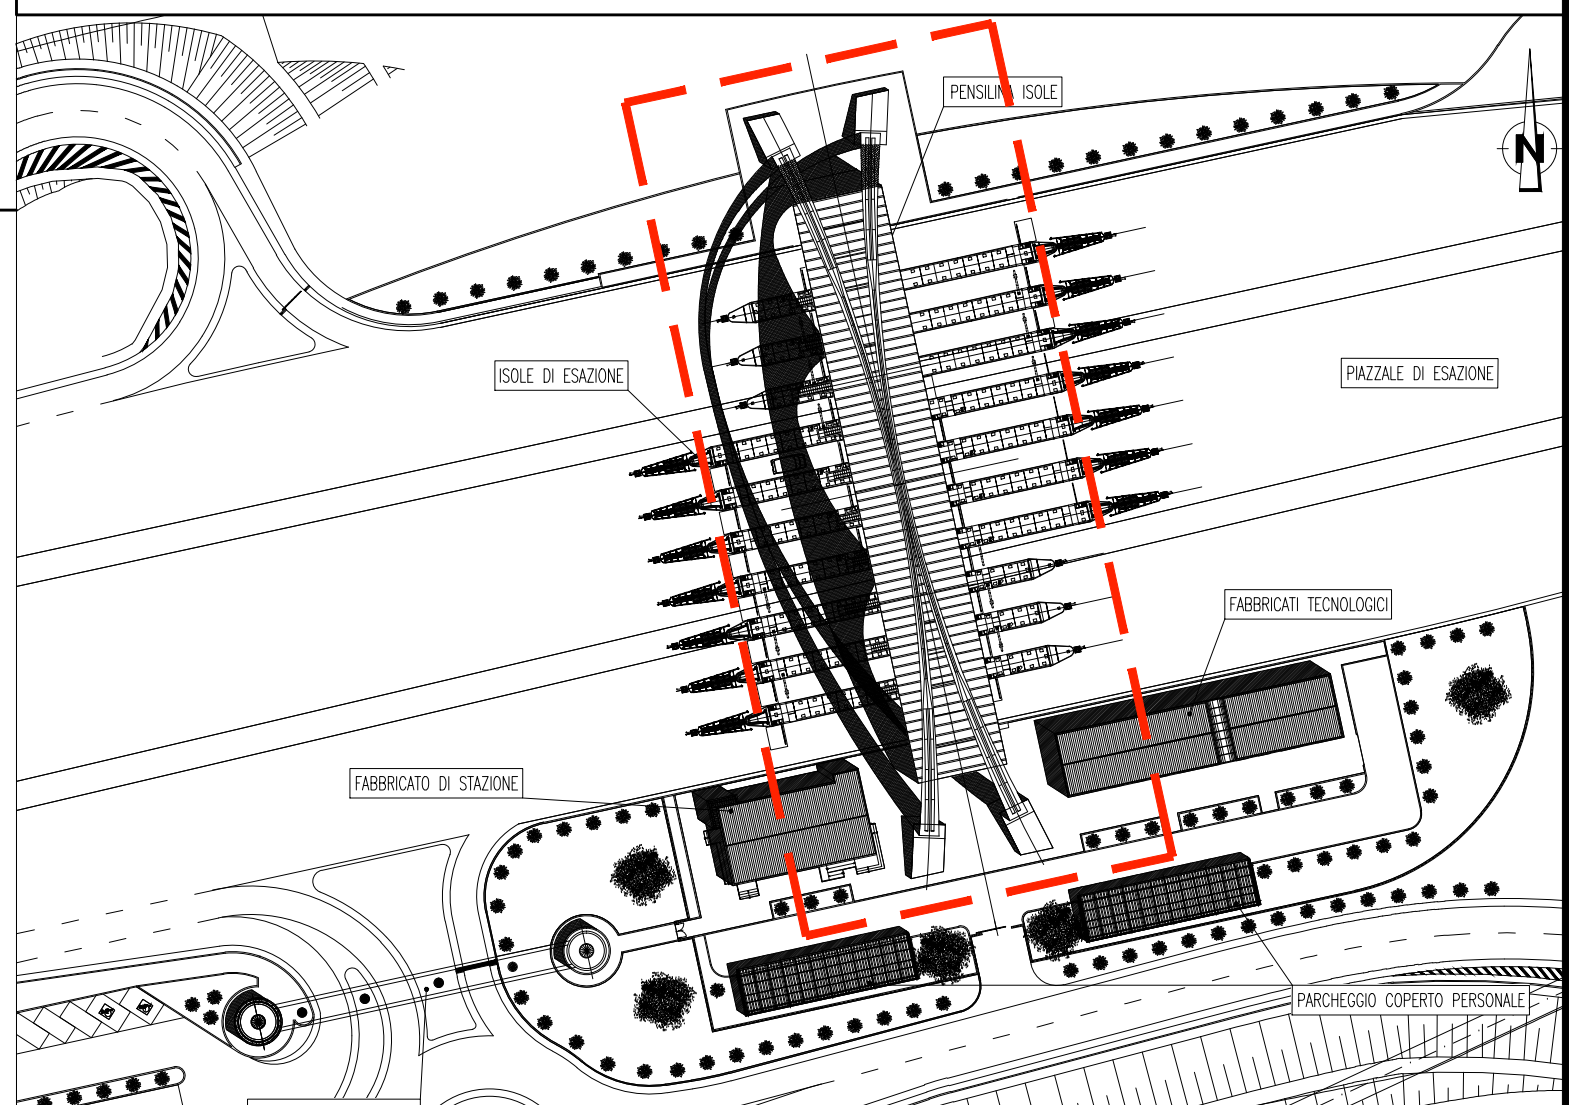 PENSILINA ISOLE
N
ISOLE DI ESAZIONE
PIAZZALE DI ESAZIONE
FABBRICATI TECNOLOGICI
FABBRICATO DI STAZIONE
PARCHEGGIO COPERTO PERSONALE